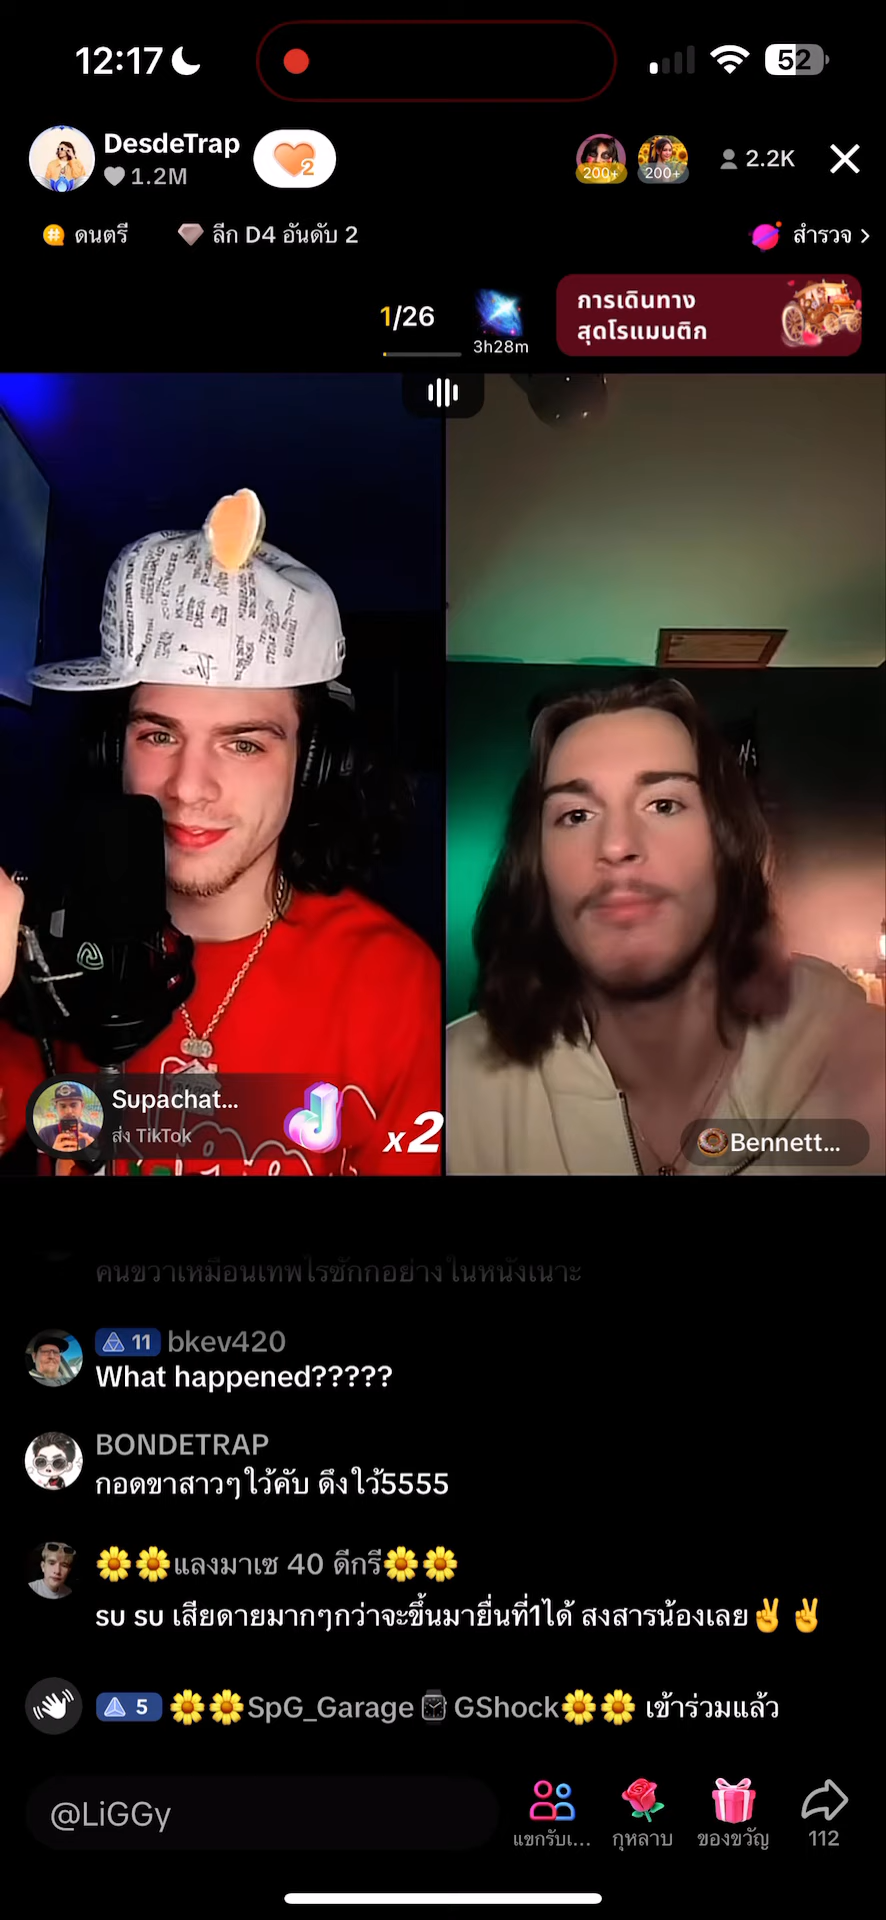 12:17
52
DesdeTrap
1.2M
2
200+
200+
2.2K
ดนตรี
ลีก D4 อันดับ 2
สำรวจ >
1/26
3h28m
การเดินทาง
สุดโรแมนติก
Supachat...
ส่ง TikTok
x2
Bennett...
คนขวาเหมือนเทพไรซักกอย่างในหนังเนาะ
11 bkev420
What happened?????
BONDETRAP
กอดขาสาวๆใว้คับ ดึงใว้5555
🌼🌼แลงมาเซ 40 ดีกรี🌼🌼
su su เสียดายมากๆกว่าจะขึ้นมายื่นที่1ได้ สงสารน้องเลย✌️✌️
5 🌼🌼SpG_Garage⌚GShock🌼🌼 เข้าร่วมแล้ว
@LiGGy
แขกรับเ...
กุหลาบ
ของขวัญ
112